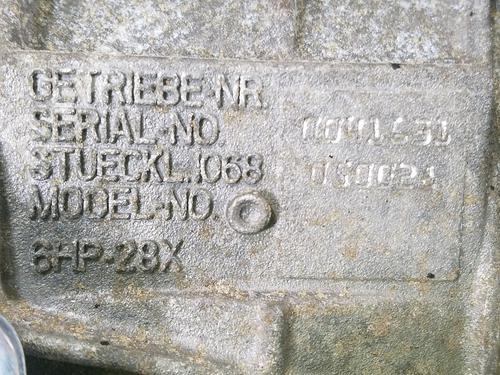 GETRIEBE-NR.
SERIAL-NO
STUECKL.1068
MODEL-NO.
6HP-28X